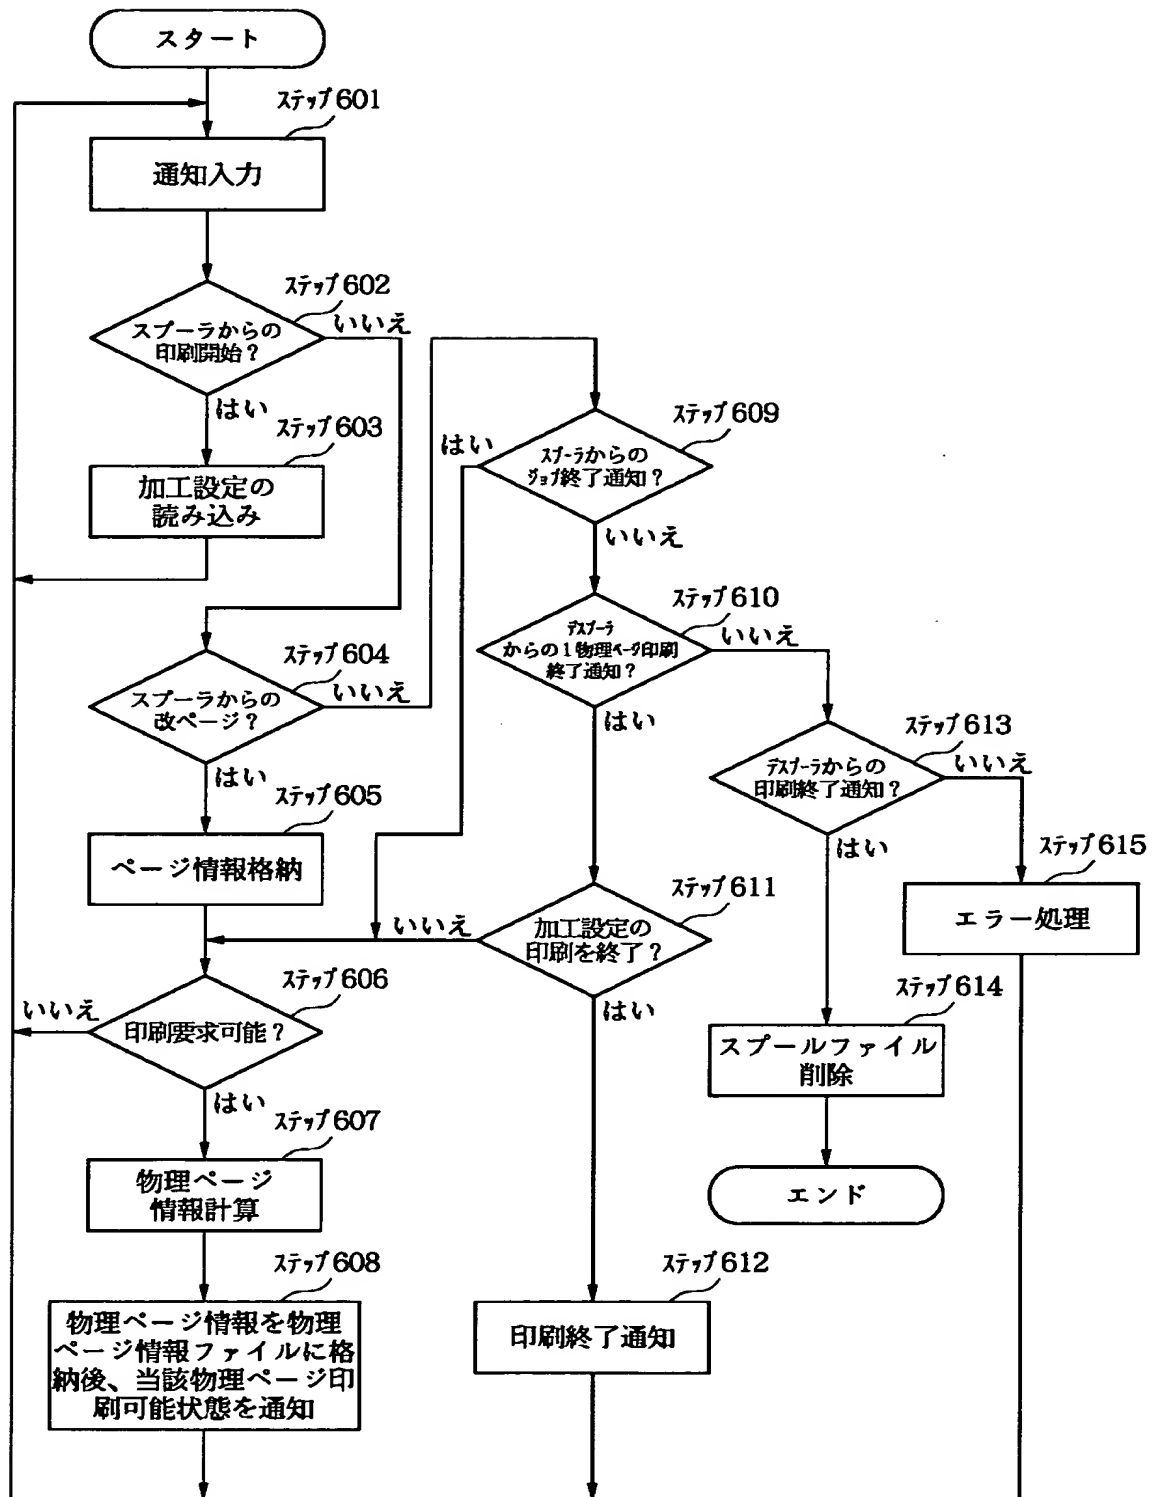 スタート
ステップ601
通知入力
ステップ602
スプーラからの
印刷開始？
いいえ
はい
ステップ603
加工設定の
読み込み
ステップ604
スプーラからの
改ページ？
いいえ
はい
ステップ605
ページ情報格納
ステップ606
印刷要求可能？
いいえ
はい
ステップ607
物理ページ
情報計算
ステップ608
物理ページ情報を物理
ページ情報ファイルに格
納後、当該物理ページ印
刷可能状態を通知
ステップ609
スプーラからの
ジョブ終了通知？
はい
いいえ
ステップ610
デスプーラ
からの1物理ページ印刷
終了通知？
いいえ
はい
ステップ611
加工設定の
印刷を終了？
いいえ
はい
ステップ612
印刷終了通知
ステップ613
デスプーラからの
印刷終了通知？
いいえ
はい
ステップ614
スプールファイル
削除
エンド
ステップ615
エラー処理